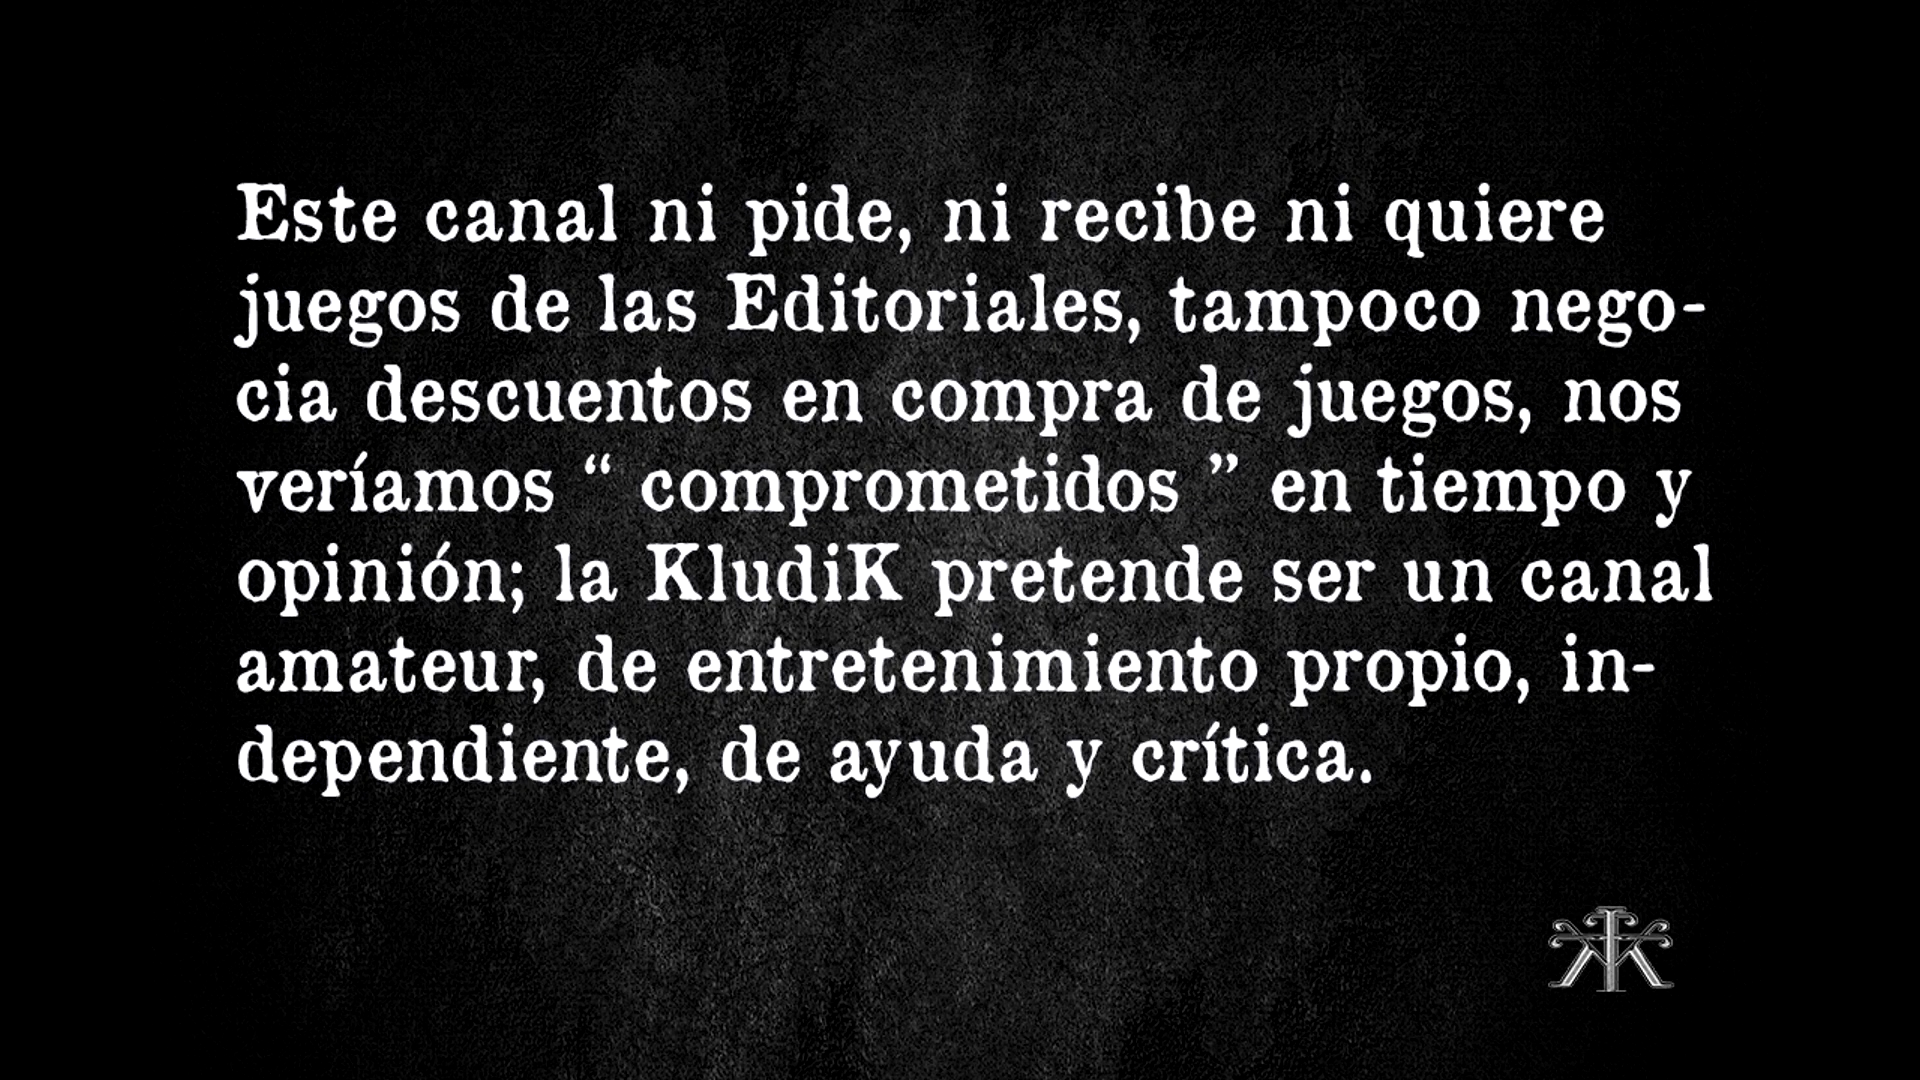 Este canal ni pide, ni recibe ni quiere
juegos de las Editoriales, tampoco nego-
cia descuentos en compra de juegos, nos
veríamos “ comprometidos ” en tiempo y
opinión; la KludiK pretende ser un canal
amateur, de entretenimiento propio, in-
dependiente, de ayuda y crítica.